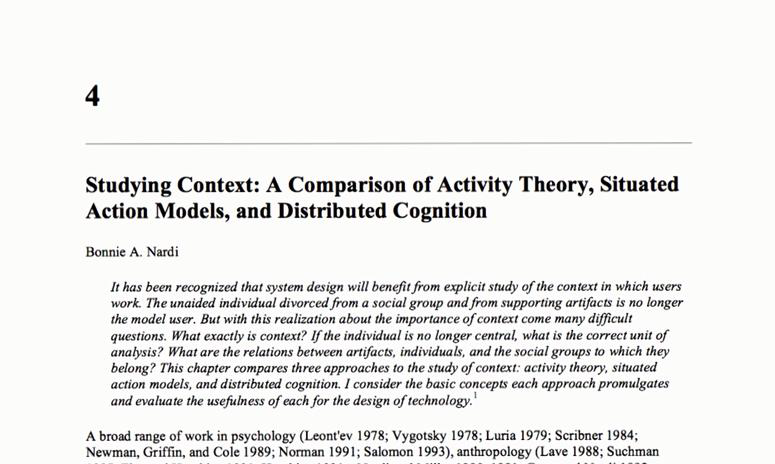 4
Studying Context: A Comparison of Activity Theory, Situated
Action Models, and Distributed Cognition
Bonnie A. Nardi
It has been recognized that system design will benefit from explicit study of the context in which users
work. The unaided individual divorced from a social group and from supporting artifacts is no longer
the model user. But with this realization about the importance of context come many difficult
questions. What exactly is context? If the individual is no longer central, what is the correct unit of
analysis? What are the relations between artifacts, individuals, and the social groups to which they
belong? This chapter compares three approaches to the study of context: activity theory, situated
action models, and distributed cognition. I consider the basic concepts each approach promulgates
and evaluate the usefulness of each for the design of technology.1
A broad range of work in psychology (Leont'ev 1978; Vygotsky 1978; Luria 1979; Scribner 1984;
Newman, Griffin, and Cole 1989; Norman 1991; Salomon 1993), anthropology (Lave 1988; Suchman